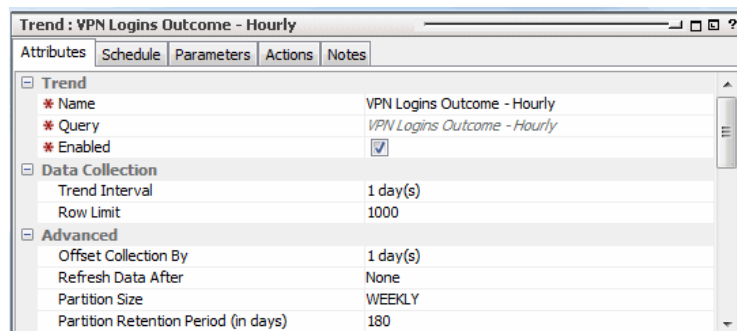 Trend : VPN Logins Outcome - Hourly ?
Attributes Schedule Parameters Actions Notes
Trend
* Name VPN Logins Outcome - Hourly
* Query VPN Logins Outcome - Hourly
* Enabled
Data Collection
Trend Interval 1 day(s)
Row Limit 1000
Advanced
Offset Collection By 1 day(s)
Refresh Data After None
Partition Size WEEKLY
Partition Retention Period (in days) 180